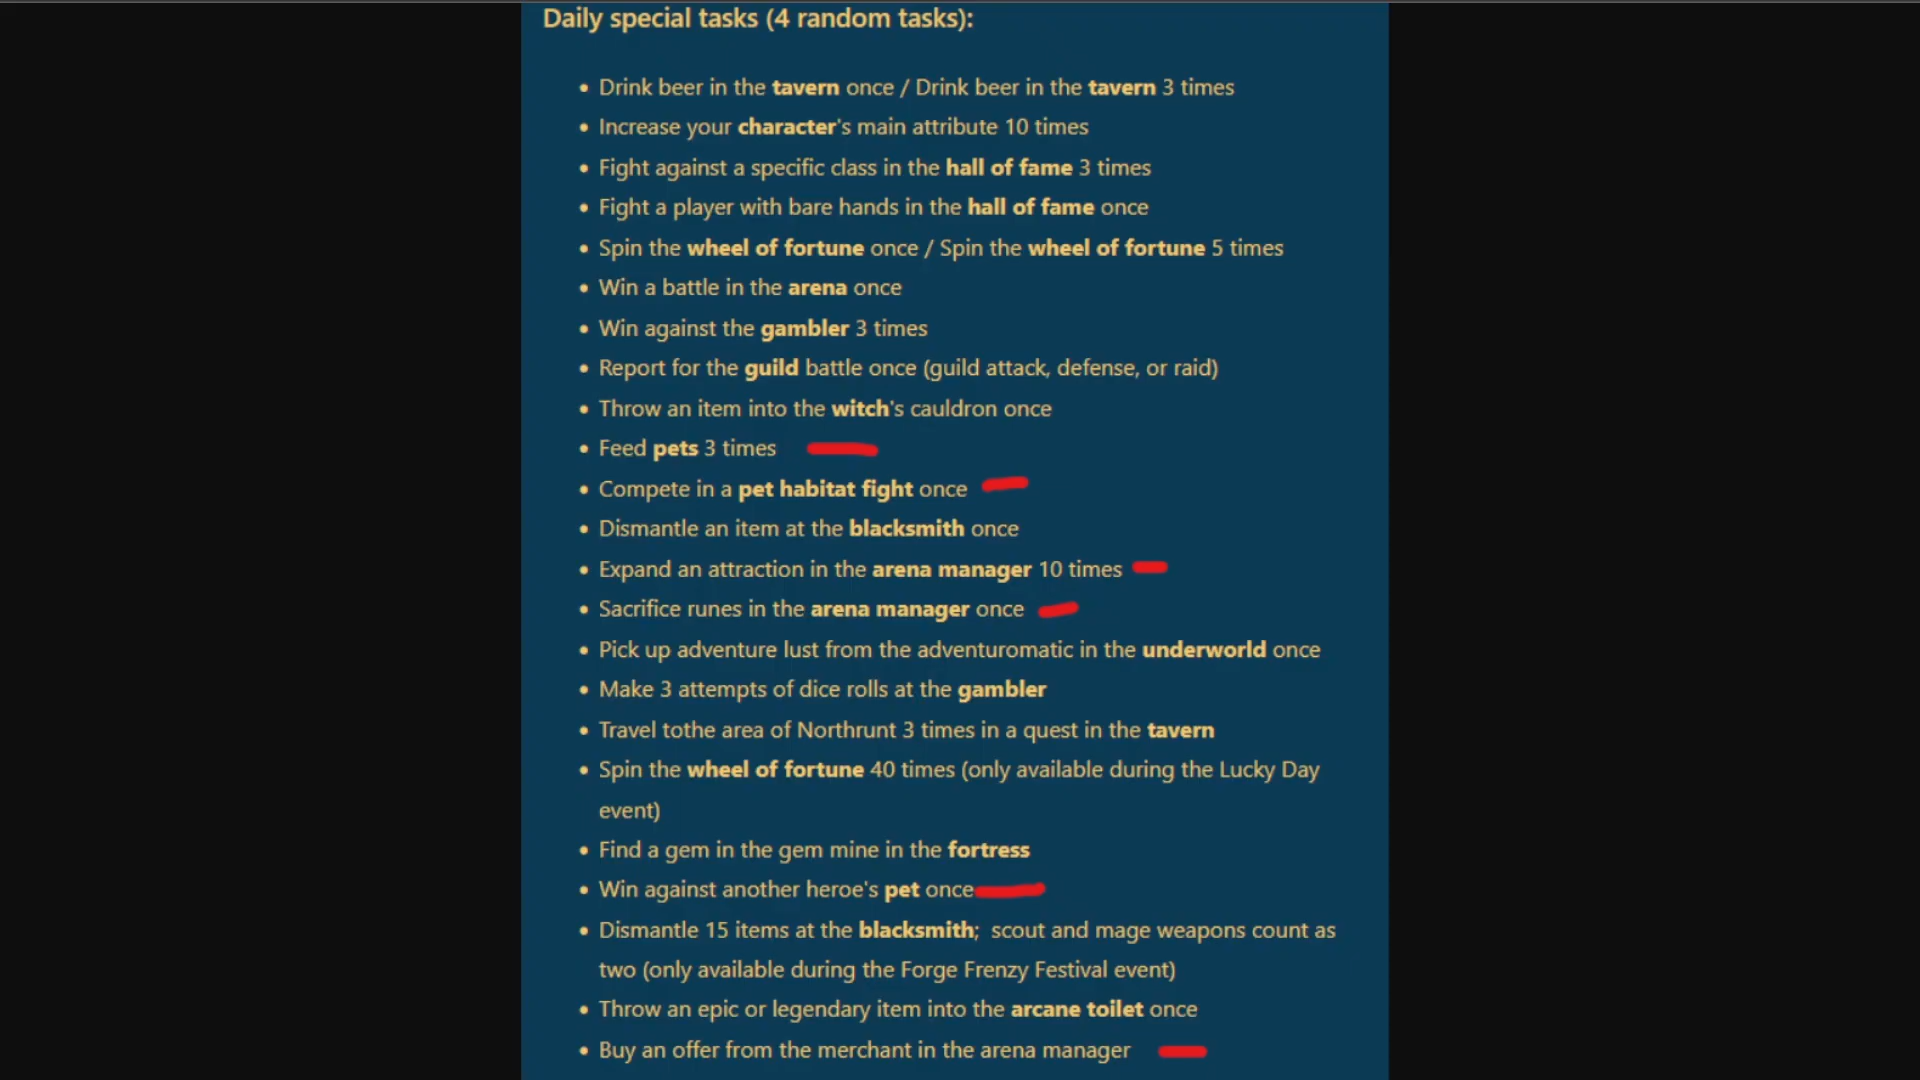 Daily special tasks (4 random tasks):
• Drink beer in the tavern once / Drink beer in the tavern 3 times
• Increase your character's main attribute 10 times
• Fight against a specific class in the hall of fame 3 times
• Fight a player with bare hands in the hall of fame once
• Spin the wheel of fortune once / Spin the wheel of fortune 5 times
• Win a battle in the arena once
• Win against the gambler 3 times
• Report for the guild battle once (guild attack, defense, or raid)
• Throw an item into the witch's cauldron once
• Feed pets 3 times
• Compete in a pet habitat fight once
• Dismantle an item at the blacksmith once
• Expand an attraction in the arena manager 10 times
• Sacrifice runes in the arena manager once
• Pick up adventure lust from the adventuromatic in the underworld once
• Make 3 attempts of dice rolls at the gambler
• Travel tothe area of Northrunt 3 times in a quest in the tavern
• Spin the wheel of fortune 40 times (only available during the Lucky Day
event)
• Find a gem in the gem mine in the fortress
• Win against another heroe's pet once
• Dismantle 15 items at the blacksmith; scout and mage weapons count as
two (only available during the Forge Frenzy Festival event)
• Throw an epic or legendary item into the arcane toilet once
• Buy an offer from the merchant in the arena manager